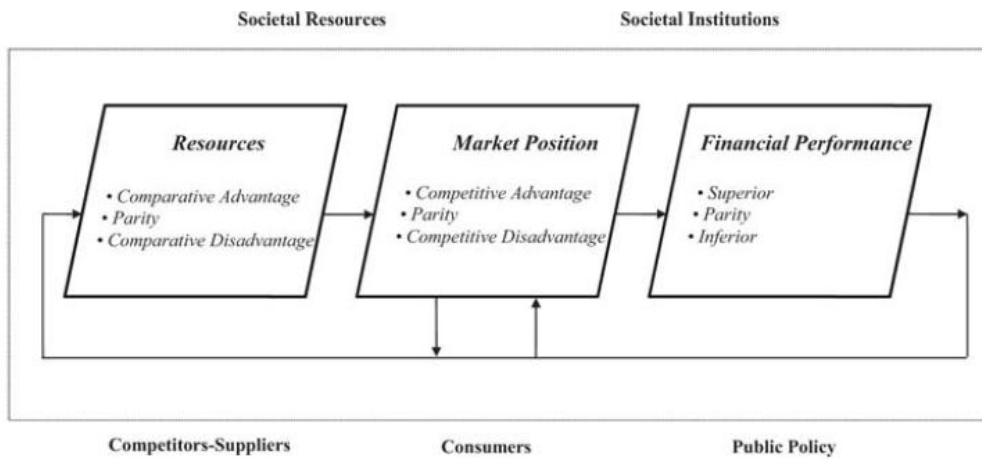 Societal Resources
Societal Institutions
Resources
• Comparative Advantage
• Parity
• Comparative Disadvantage
Market Position
• Competitive Advantage
• Parity
• Competitive Disadvantage
Financial Performance
• Superior
• Parity
• Inferior
Competitors-Suppliers
Consumers
Public Policy